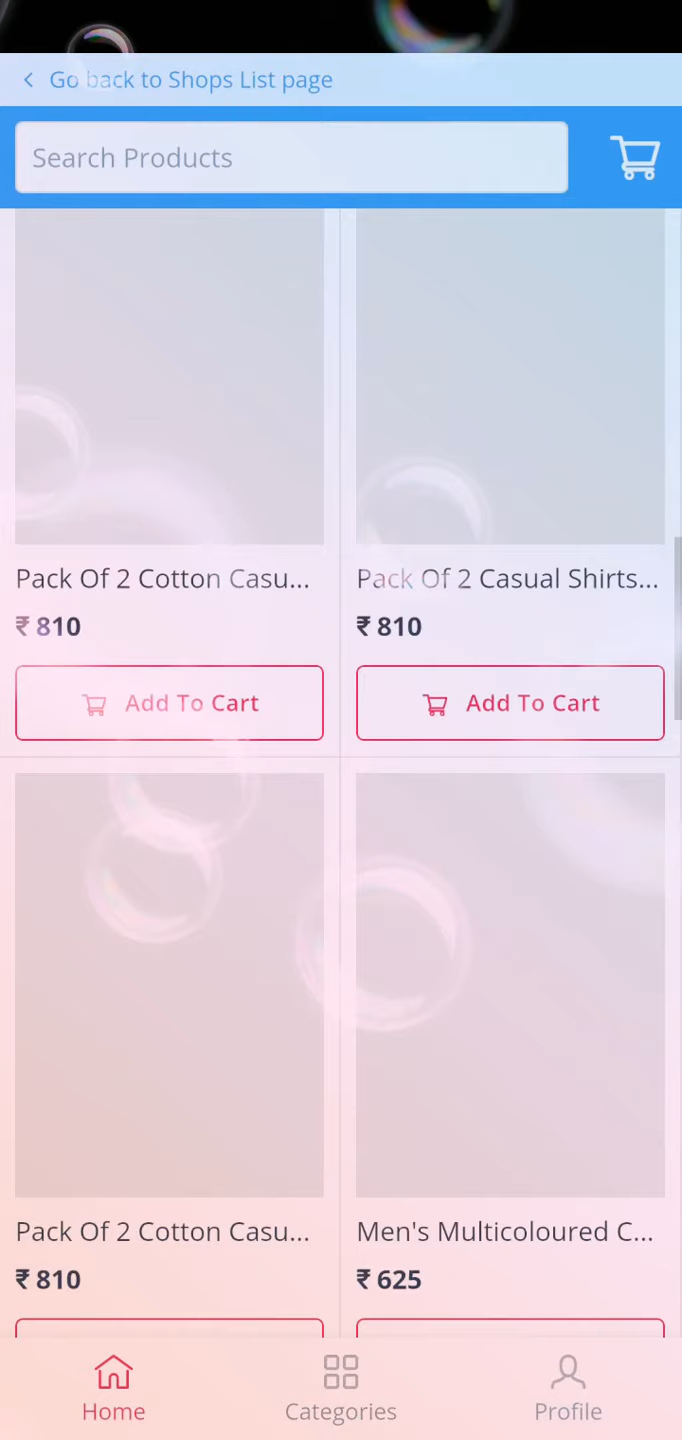 Go back to Shops List page
Search Products
Pack Of 2 Cotton Casu...
Pack Of 2 Casual Shirts...
₹ 810
₹ 810
Add To Cart
Add To Cart
Pack Of 2 Cotton Casu...
Men's Multicoloured C...
₹ 810
₹ 625
Home
Categories
Profile